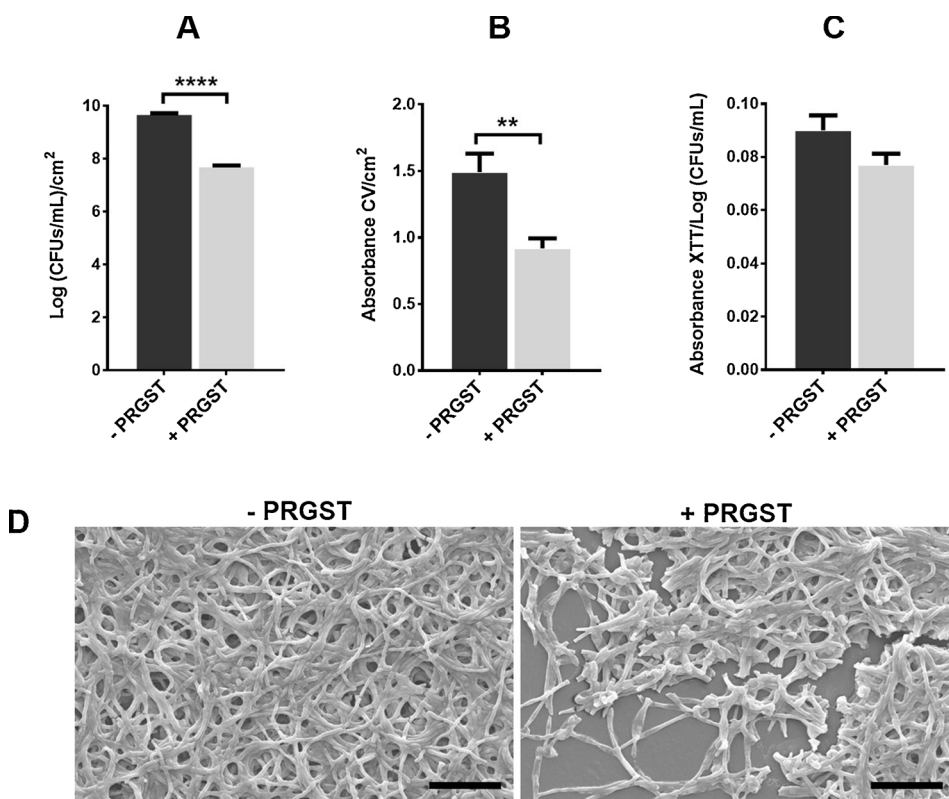 A
B
C
****
**
Log (CFUs/mL)/cm²
10
8
6
4
2
0
- PRGST
+ PRGST
Absorbance CV/cm²
2.0
1.5
1.0
0.5
0.0
- PRGST
+ PRGST
Absorbance XTT/Log (CFUs/mL)
0.10
0.08
0.06
0.04
0.02
0.00
- PRGST
+ PRGST
D
- PRGST
+ PRGST